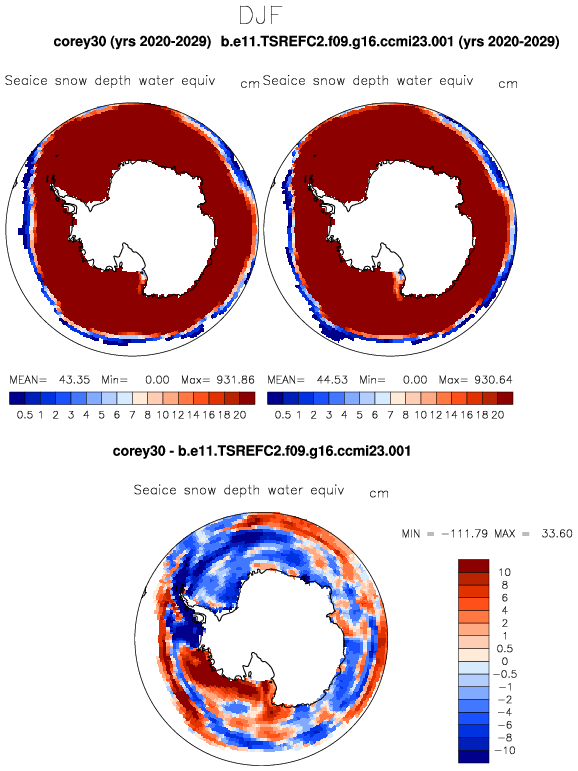 DJF
corey30 (yrs 2020-2029) b.e11.TSREFC2.f09.g16.ccmi23.001 (yrs 2020-2029)
Seaice snow depth water equiv cm Seaice snow depth water equiv cm
MEAN= 43.35 Min= 0.00 Max= 931.86 MEAN= 44.53 Min= 0.00 Max= 930.64
0.5 1 2 3 4 5 6 7 8 10 12 14 16 18 20 0.5 1 2 3 4 5 6 7 8 10 12 14 16 18 20
corey30 - b.e11.TSREFC2.f09.g16.ccmi23.001
Seaice snow depth water equiv cm
MIN = -111.79 MAX = 33.60
10
8
6
4
2
1
0.5
0
-0.5
-1
-2
-4
-6
-8
-10